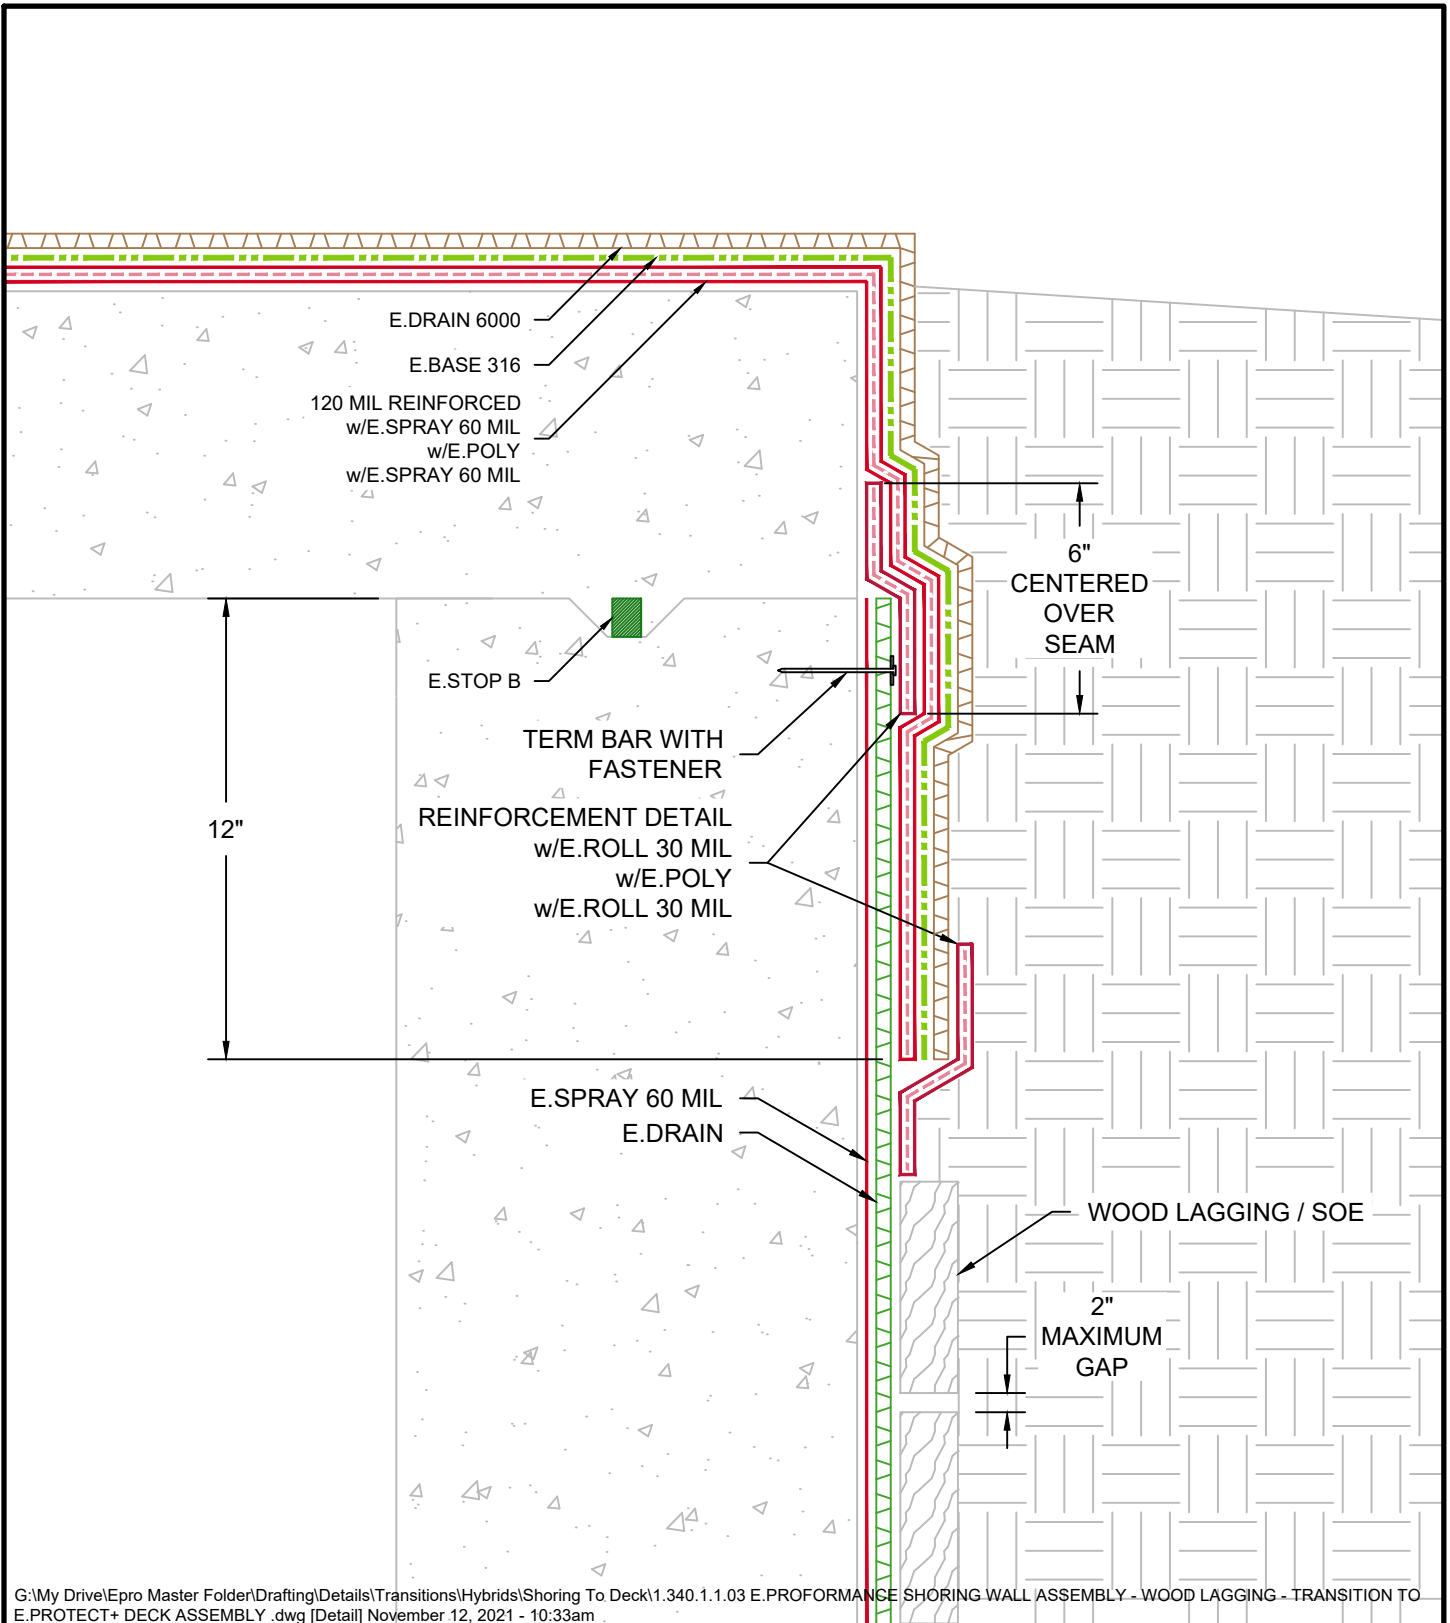 E.DRAIN 6000
E.BASE 316
120 MIL REINFORCED
w/E.SPRAY 60 MIL
w/E.POLY
w/E.SPRAY 60 MIL
6"
CENTERED
OVER
SEAM
E.STOP B
TERM BAR WITH
FASTENER
12"
REINFORCEMENT DETAIL
w/E.ROLL 30 MIL
w/E.POLY
w/E.ROLL 30 MIL
E.SPRAY 60 MIL
E.DRAIN
WOOD LAGGING / SOE
2"
MAXIMUM
GAP
G:\My Drive\Epro Master Folder\Drafting\Details\Transitions\Hybrids\Shoring To Deck\1.340.1.1.03 E.PROFORMANCE SHORING WALL ASSEMBLY - WOOD LAGGING - TRANSITION TO
E.PROTECT+ DECK ASSEMBLY .dwg [Detail] November 12, 2021 - 10:33am